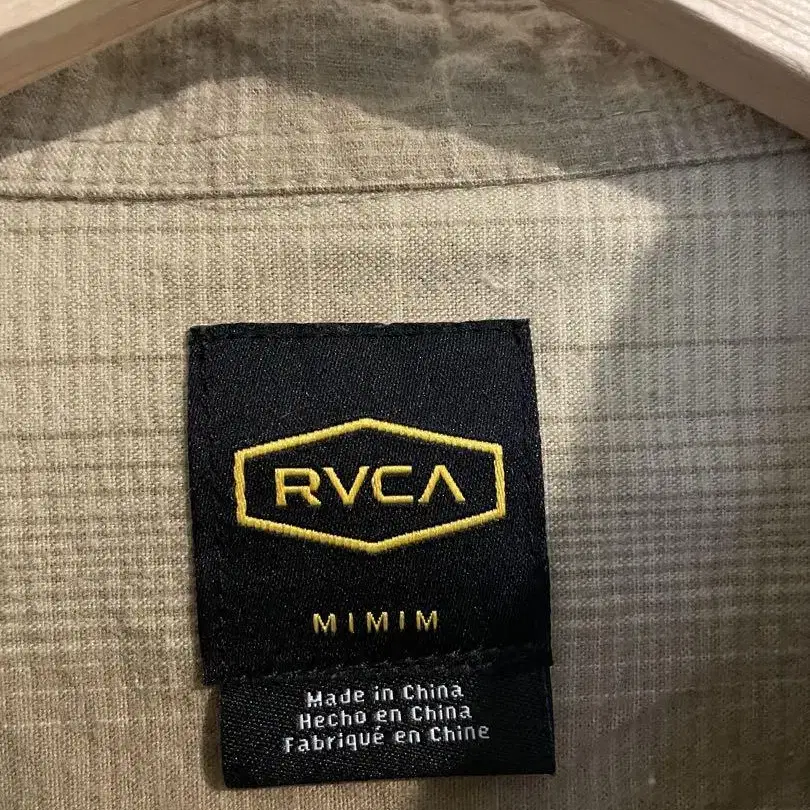 RVCA
M I M I M
Made in China
Hecho en China
Fabriqué en Chine